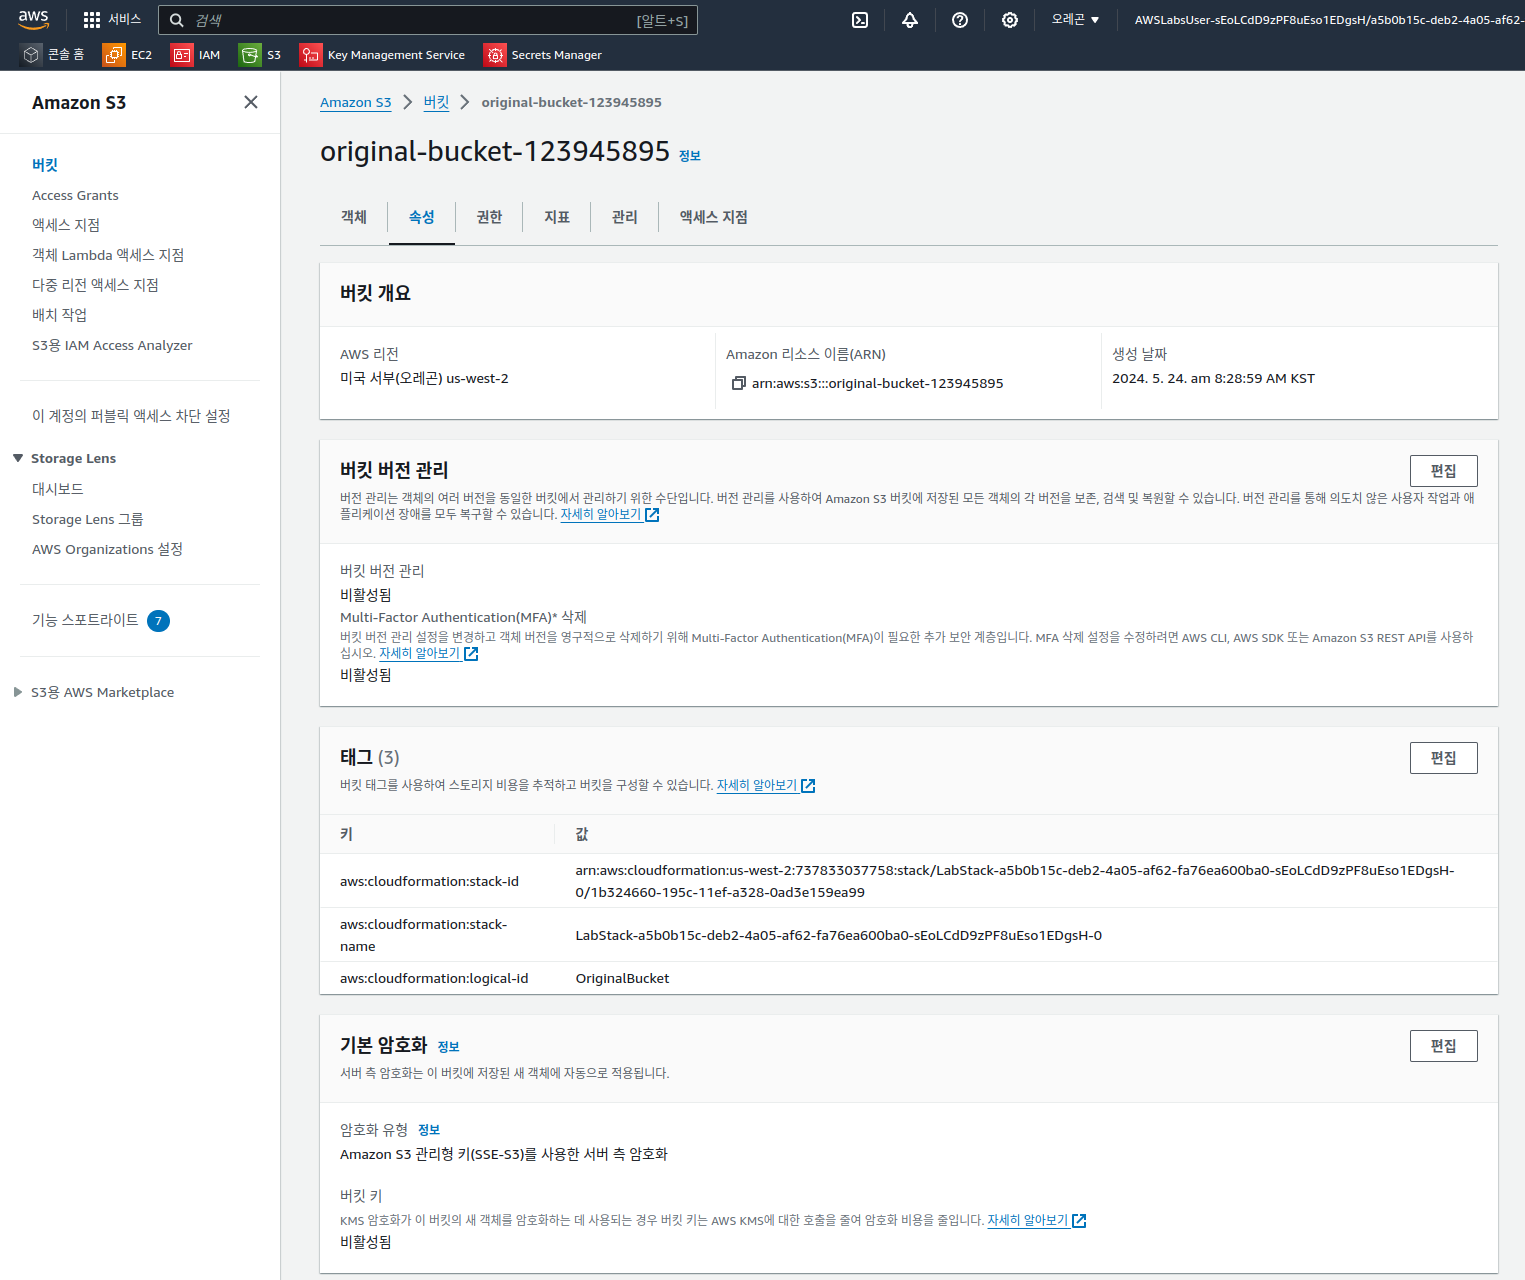 aws
서비스
검색
[알트+S]
오레곤
AWSLabsUser-sEoLCdD9zPF8uEso1EDgsH/a5b0b15c-deb2-4a05-af62-
콘솔 홈
EC2
IAM
S3
Key Management Service
Secrets Manager
Amazon S3
버킷
Access Grants
액세스 지점
객체 Lambda 액세스 지점
다중 리전 액세스 지점
배치 작업
S3용 IAM Access Analyzer
이 계정의 퍼블릭 액세스 차단 설정
Storage Lens
대시보드
Storage Lens 그룹
AWS Organizations 설정
기능 스포트라이트 7
S3용 AWS Marketplace
Amazon S3 > 버킷 > original-bucket-123945895
original-bucket-123945895 정보
객체
속성
권한
지표
관리
액세스 지점
버킷 개요
AWS 리전
미국 서부(오레곤) us-west-2
Amazon 리소스 이름(ARN)
arn:aws:s3:::original-bucket-123945895
생성 날짜
2024. 5. 24. am 8:28:59 AM KST
버킷 버전 관리
편집
버전 관리는 객체의 여러 버전을 동일한 버킷에서 관리하기 위한 수단입니다. 버전 관리를 사용하여 Amazon S3 버킷에 저장된 모든 객체의 각 버전을 보존, 검색 및 복원할 수 있습니다. 버전 관리를 통해 의도치 않은 사용자 작업과 애
플리케이션 장애를 모두 복구할 수 있습니다. 자세히 알아보기
버킷 버전 관리
비활성됨
Multi-Factor Authentication(MFA)* 삭제
버킷 버전 관리 설정을 변경하고 객체 버전을 영구적으로 삭제하기 위해 Multi-Factor Authentication(MFA)이 필요한 추가 보안 계층입니다. MFA 삭제 설정을 수정하려면 AWS CLI, AWS SDK 또는 Amazon S3 REST API를 사용하
십시오. 자세히 알아보기
비활성됨
태그 (3)
편집
버킷 태그를 사용하여 스토리지 비용을 추적하고 버킷을 구성할 수 있습니다. 자세히 알아보기
키
값
aws:cloudformation:stack-id
arn:aws:cloudformation:us-west-2:737833037758:stack/LabStack-a5b0b15c-deb2-4a05-af62-fa76ea600ba0-sEoLCdD9zPF8uEso1EDgsH-
0/1b324660-195c-11ef-a328-0ad3e159ea99
aws:cloudformation:stack-
name
LabStack-a5b0b15c-deb2-4a05-af62-fa76ea600ba0-sEoLCdD9zPF8uEso1EDgsH-0
aws:cloudformation:logical-id
OriginalBucket
기본 암호화 정보
편집
서버 측 암호화는 이 버킷에 저장된 새 객체에 자동으로 적용됩니다.
암호화 유형 정보
Amazon S3 관리형 키(SSE-S3)를 사용한 서버 측 암호화
버킷 키
KMS 암호화가 이 버킷의 새 객체를 암호화하는 데 사용되는 경우 버킷 키는 AWS KMS에 대한 호출을 줄여 암호화 비용을 줄입니다. 자세히 알아보기
비활성됨